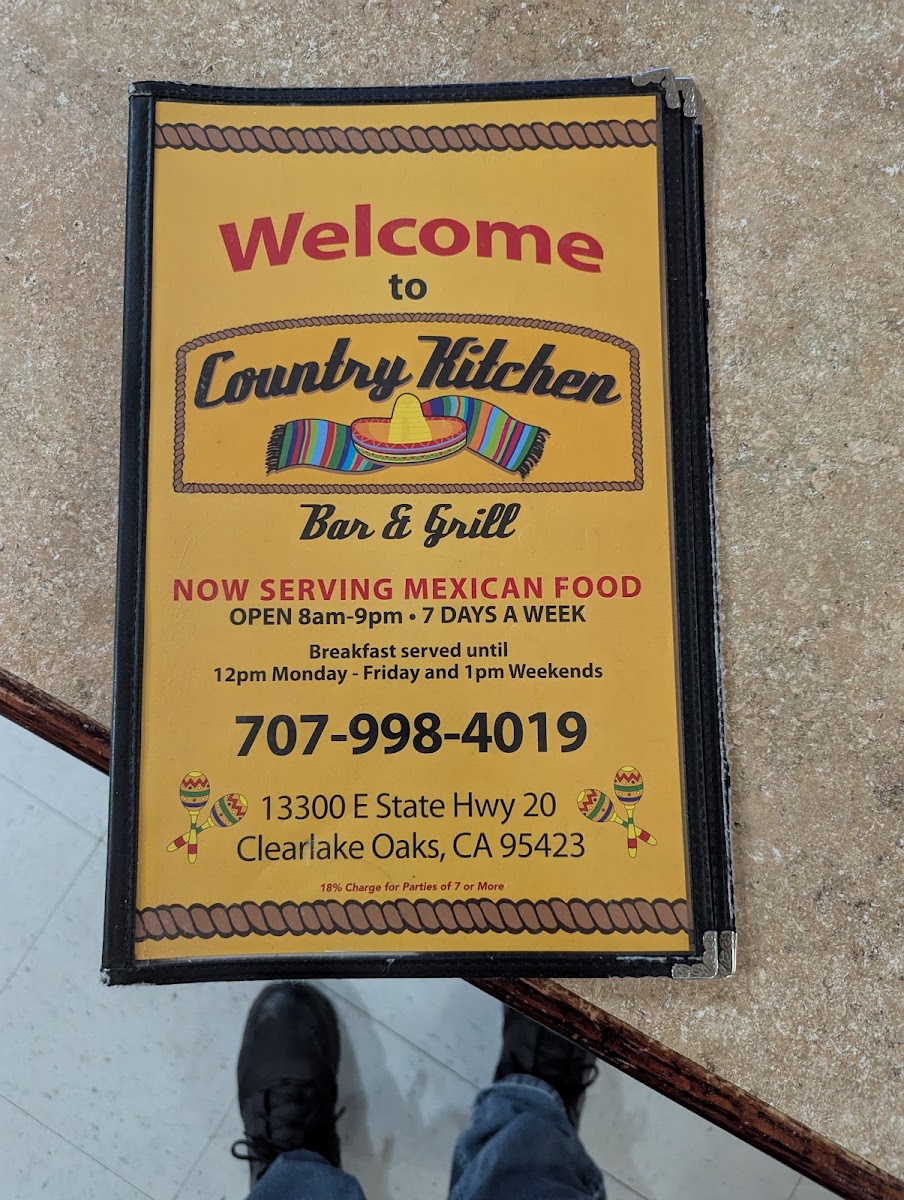 Welcome
to
Country Kitchen
Bar & Grill
NOW SERVING MEXICAN FOOD
OPEN 8am-9pm • 7 DAYS A WEEK
Breakfast served until
12pm Monday - Friday and 1pm Weekends
707-998-4019
13300 E State Hwy 20
Clearlake Oaks, CA 95423
18% Charge for Parties of 7 or More